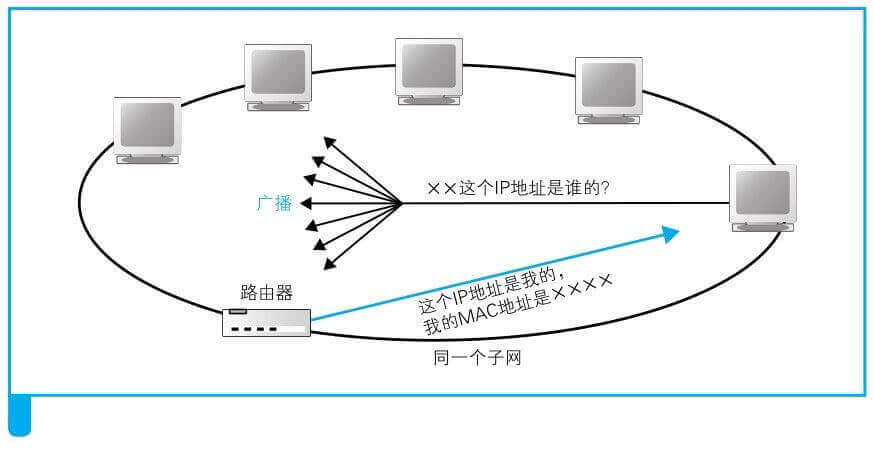 ××这个IP地址是谁的?
广播
路由器
这个IP地址是我的，
我的MAC地址是××××
同一个子网